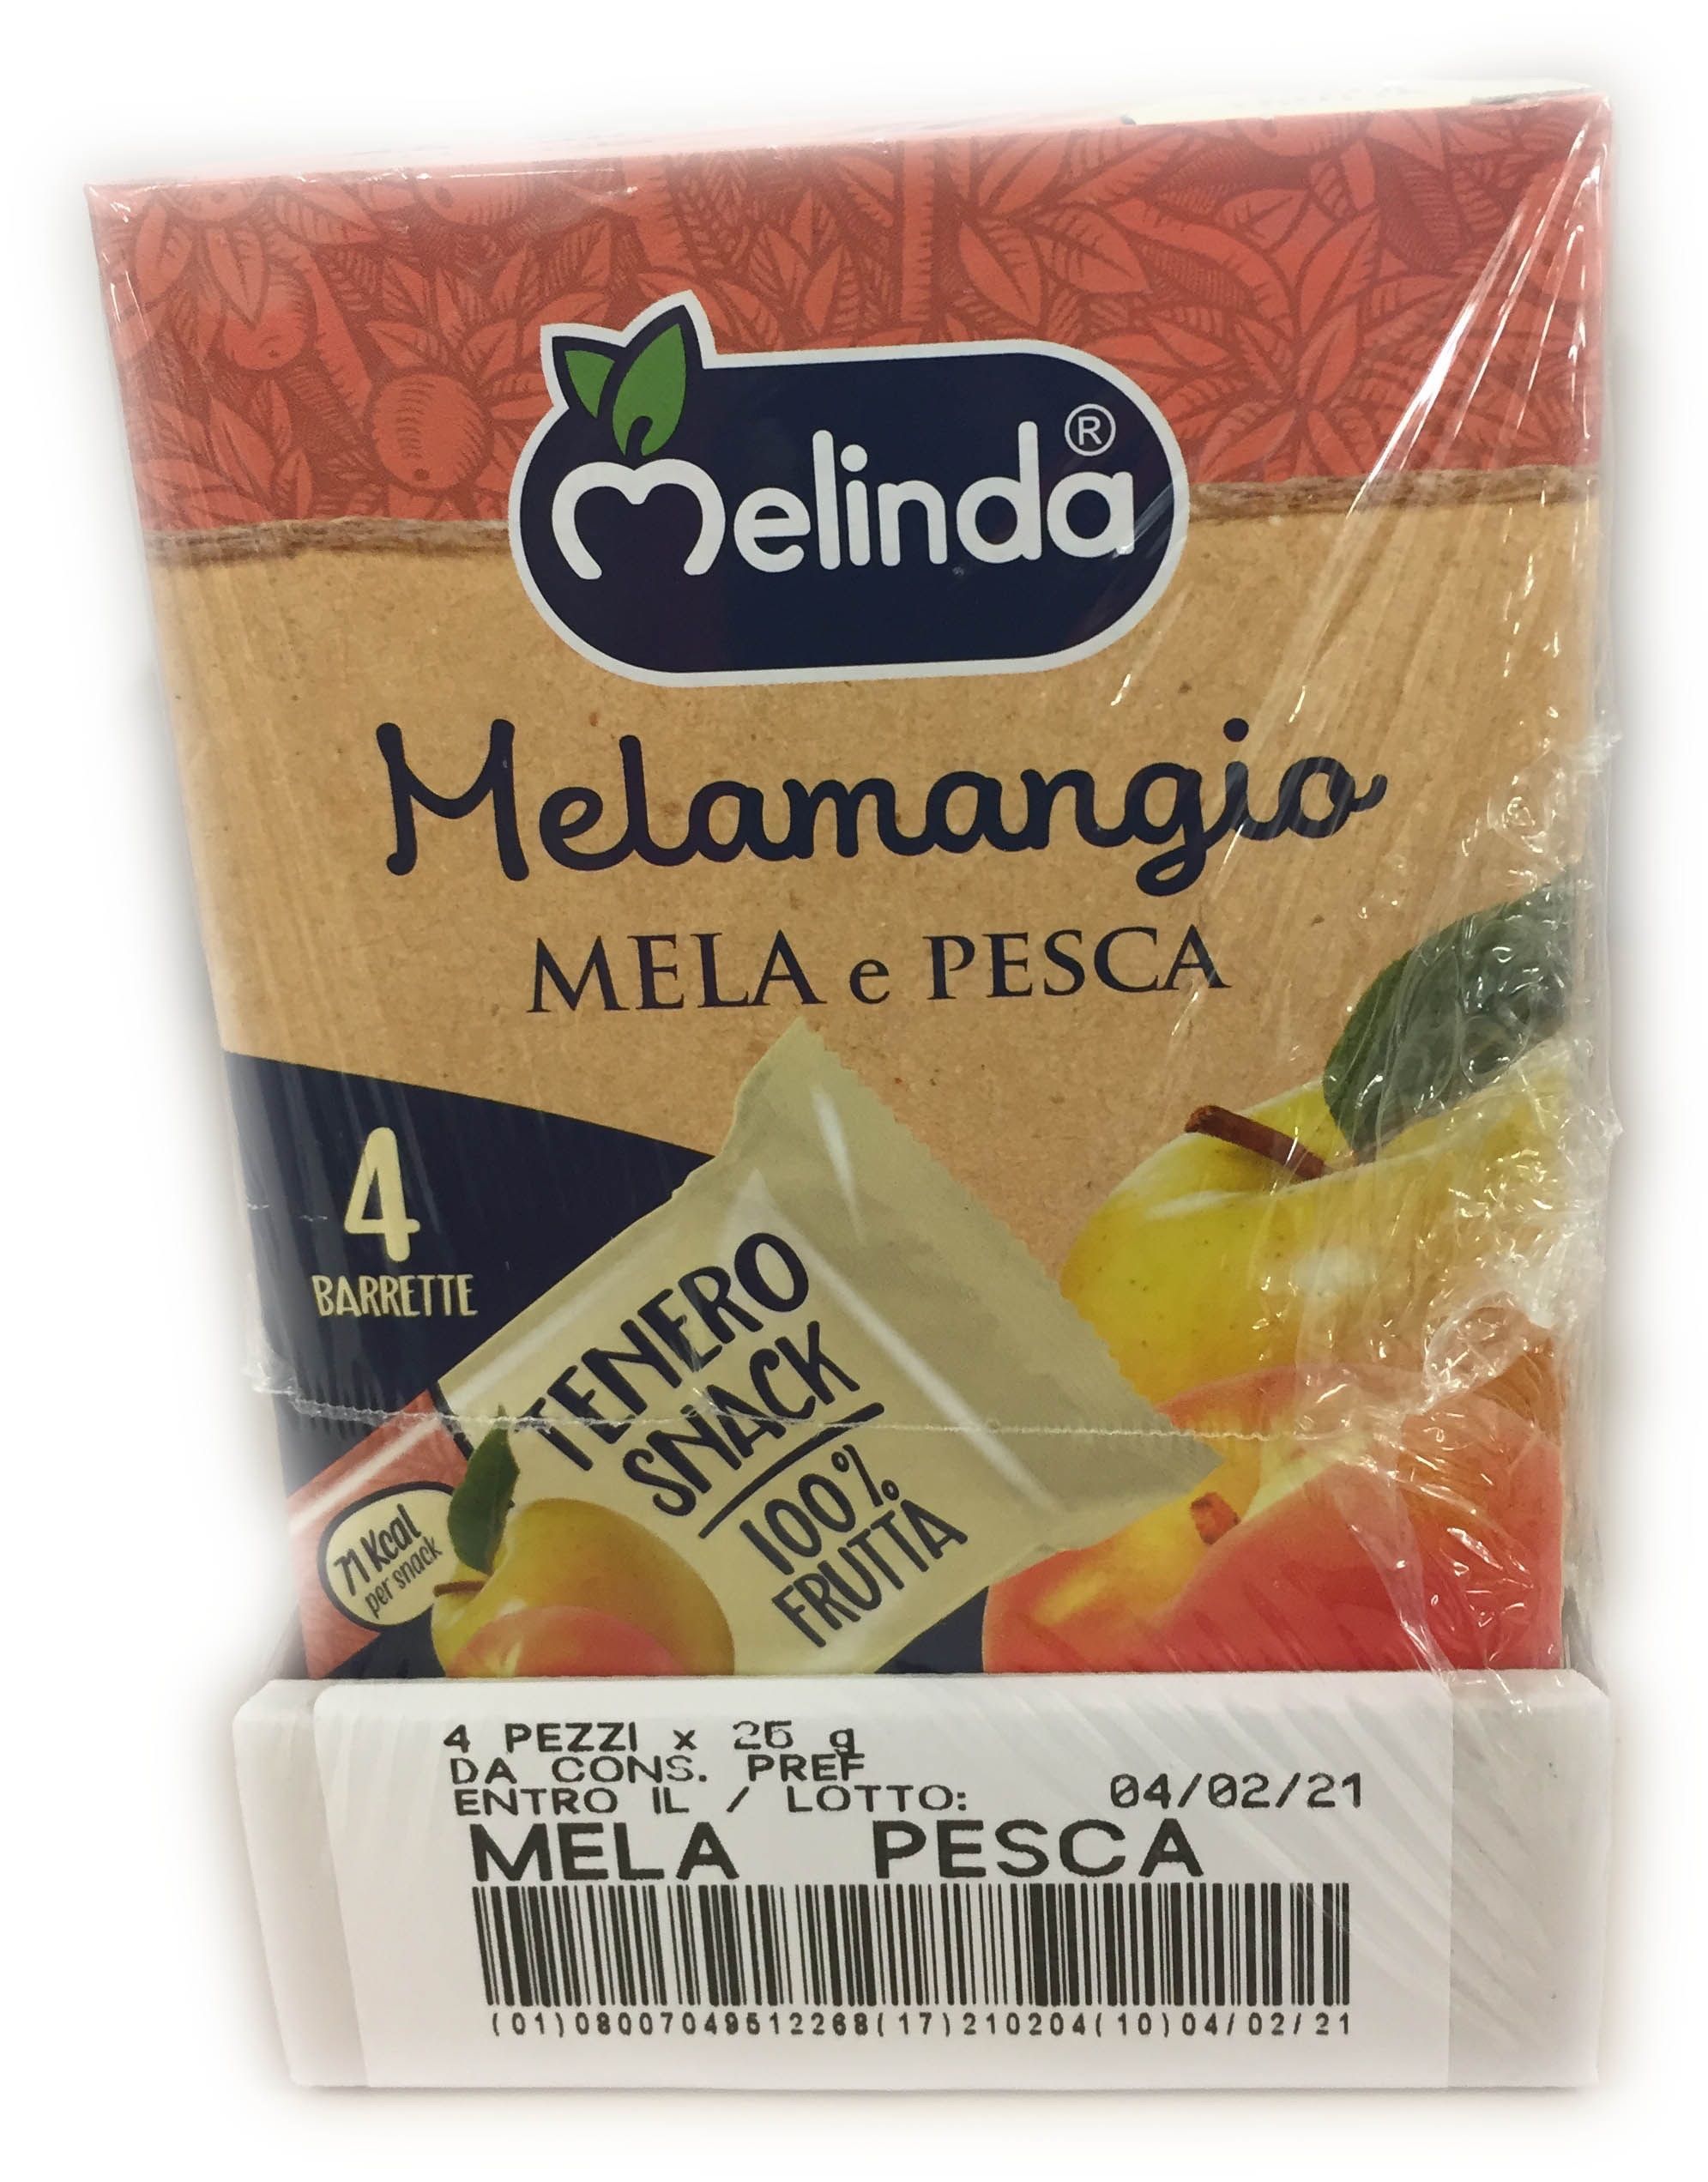 Melinda®
Melamangio
MELA e PESCA
4
BARRETTE
TENERO
SNACK
100%
FRUTTA
71 Kcal
per snack
4 PEZZI x 25 g
DA CONS. PREF
ENTRO IL / LOTTO: 04/02/21
MELA PESCA
(01)08007049512268(17)210204(10)04/02/21